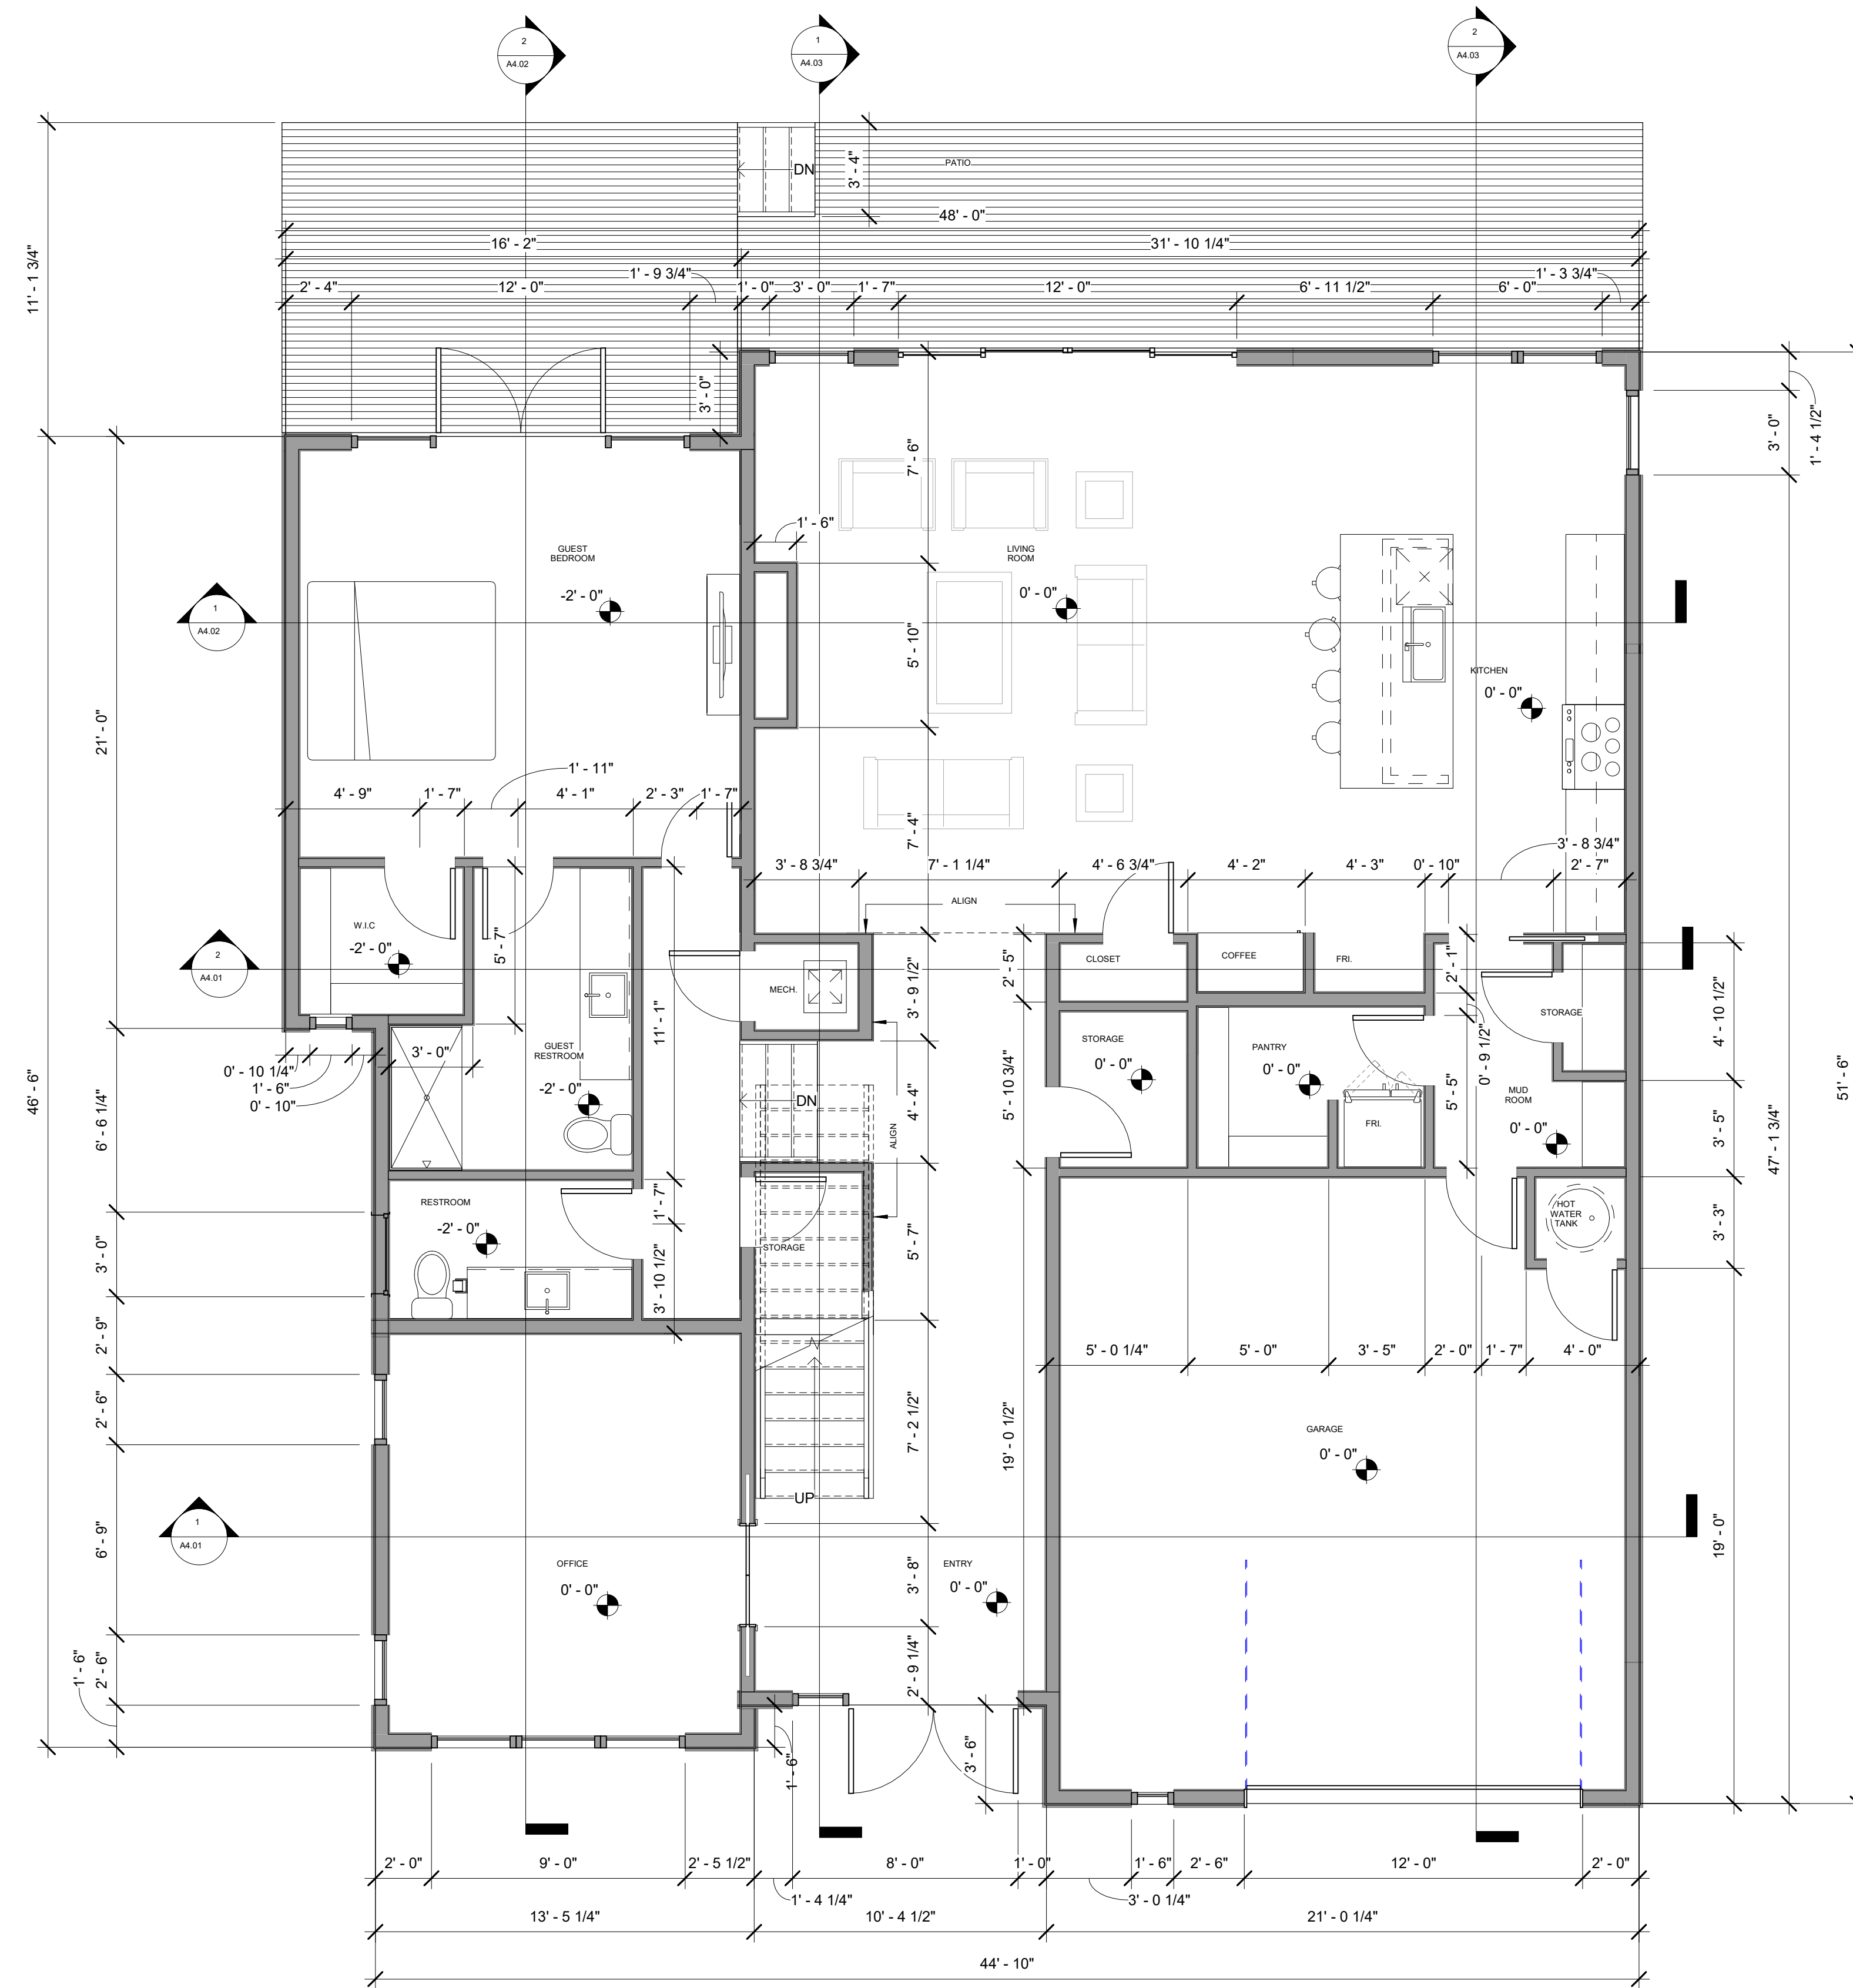 2
A4.02
1
A4.03
2
A4.03
PATIO
DN
3' - 4"
48' - 0"
16' - 2"
31' - 10 1/4"
1' - 9 3/4"
1' - 3 3/4"
2' - 4"
12' - 0"
1' - 0"
3' - 0"
1' - 7"
12' - 0"
6' - 11 1/2"
6' - 0"
11' - 1 3/4"
3' - 0"
3' - 0"
1' - 4 1/2"
7' - 6"
1' - 6"
GUEST
BEDROOM
-2' - 0"
LIVING
ROOM
0' - 0"
1
A4.02
5' - 10"
KITCHEN
0' - 0"
21' - 0"
1' - 11"
4' - 9"
1' - 7"
4' - 1"
2' - 3"
1' - 7"
7' - 4"
3' - 8 3/4"
3' - 8 3/4"
7' - 1 1/4"
4' - 6 3/4"
4' - 2"
4' - 3"
0' - 10"
2' - 7"
ALIGN
W.I.C
-2' - 0"
5' - 7"
2
A4.01
MECH.
3' - 9 1/2"
2' - 5"
CLOSET
COFFEE
FRI.
2' - 1"
STORAGE
4' - 10 1/2"
11' - 1"
GUEST
RESTROOM
-2' - 0"
3' - 0"
0' - 10 1/4"
1' - 6"
0' - 10"
STORAGE
0' - 0"
PANTRY
0' - 0"
0' - 9 1/2"
5' - 10 3/4"
5' - 5"
MUD
ROOM
0' - 0"
FRI.
DN
4' - 4"
ALIGN
6' - 6 1/4"
46' - 6"
3' - 5"
47' - 1 3/4"
51' - 6"
RESTROOM
-2' - 0"
1' - 7"
STORAGE
5' - 7"
3' - 10 1/2"
HOT
WATER
TANK
3' - 3"
3' - 0"
2' - 9"
2' - 6"
5' - 0 1/4"
5' - 0"
3' - 5"
2' - 0"
1' - 7"
4' - 0"
7' - 2 1/2"
19' - 0 1/2"
GARAGE
0' - 0"
UP
1
A4.01
6' - 9"
OFFICE
0' - 0"
3' - 8"
ENTRY
0' - 0"
19' - 0"
2' - 9 1/4"
1' - 6"
2' - 6"
1' - 6"
3' - 6"
2' - 0"
9' - 0"
2' - 5 1/2"
8' - 0"
1' - 0"
1' - 6"
2' - 6"
12' - 0"
2' - 0"
1' - 4 1/4"
3' - 0 1/4"
13' - 5 1/4"
10' - 4 1/2"
21' - 0 1/4"
44' - 10"